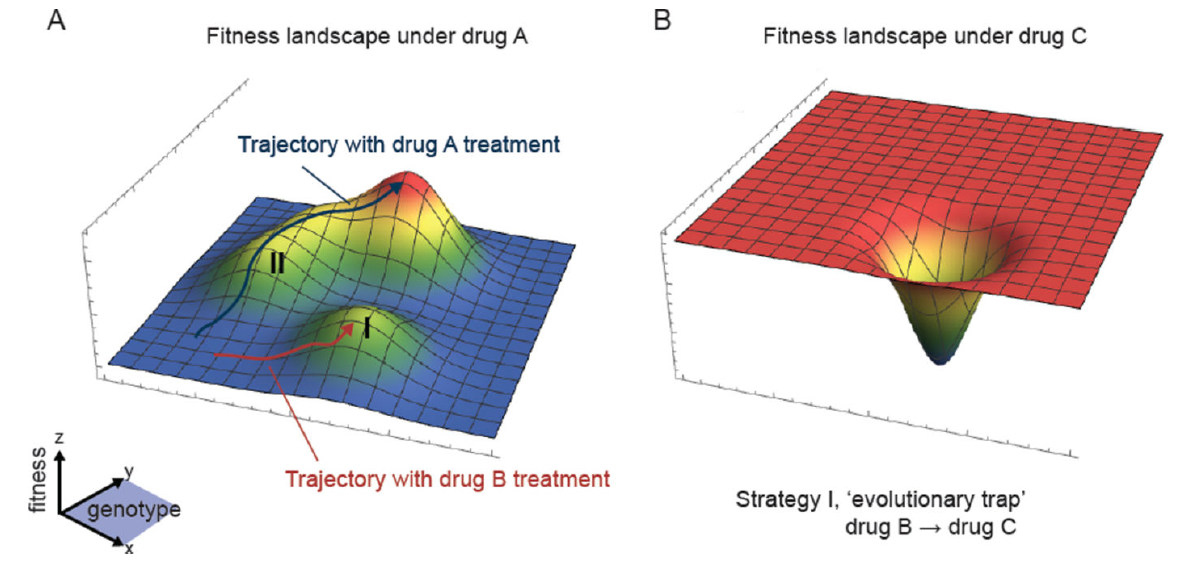 A
Fitness landscape under drug A
Trajectory with drug A treatment
II
I
Trajectory with drug B treatment
z
fitness
y
genotype
x
B
Fitness landscape under drug C
Strategy I, ‘evolutionary trap’
drug B → drug C